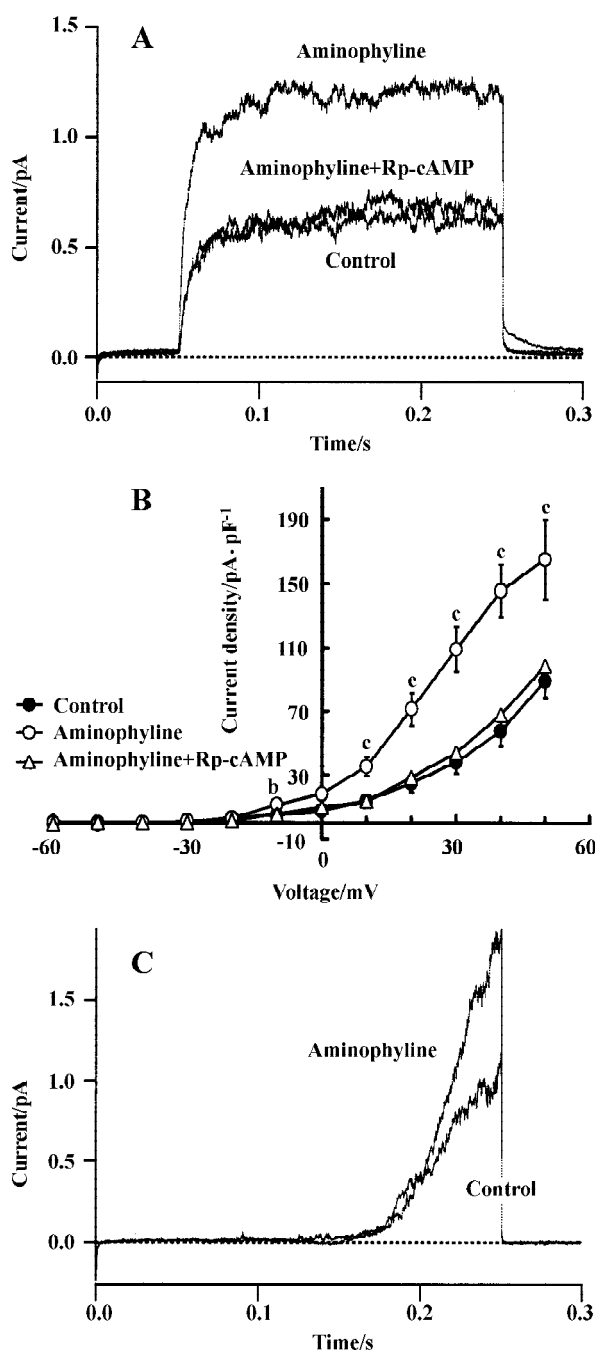 A
1.5
Aminophyline
1.0
Aminophyline+Rp-cAMP
0.5
Control
0.0
Current/pA
0.0 0.1 0.2 0.3
Time/s
B
190
150
110
70
30
-10
Current density/pA·pF-1
c
c
c
c
c
b
Control
Aminophyline
Aminophyline+Rp-cAMP
-60 -30 0 30 60
Voltage/mV
C
1.5
Aminophyline
1.0
0.5
Control
0.0
Current/pA
0.0 0.1 0.2 0.3
Time/s